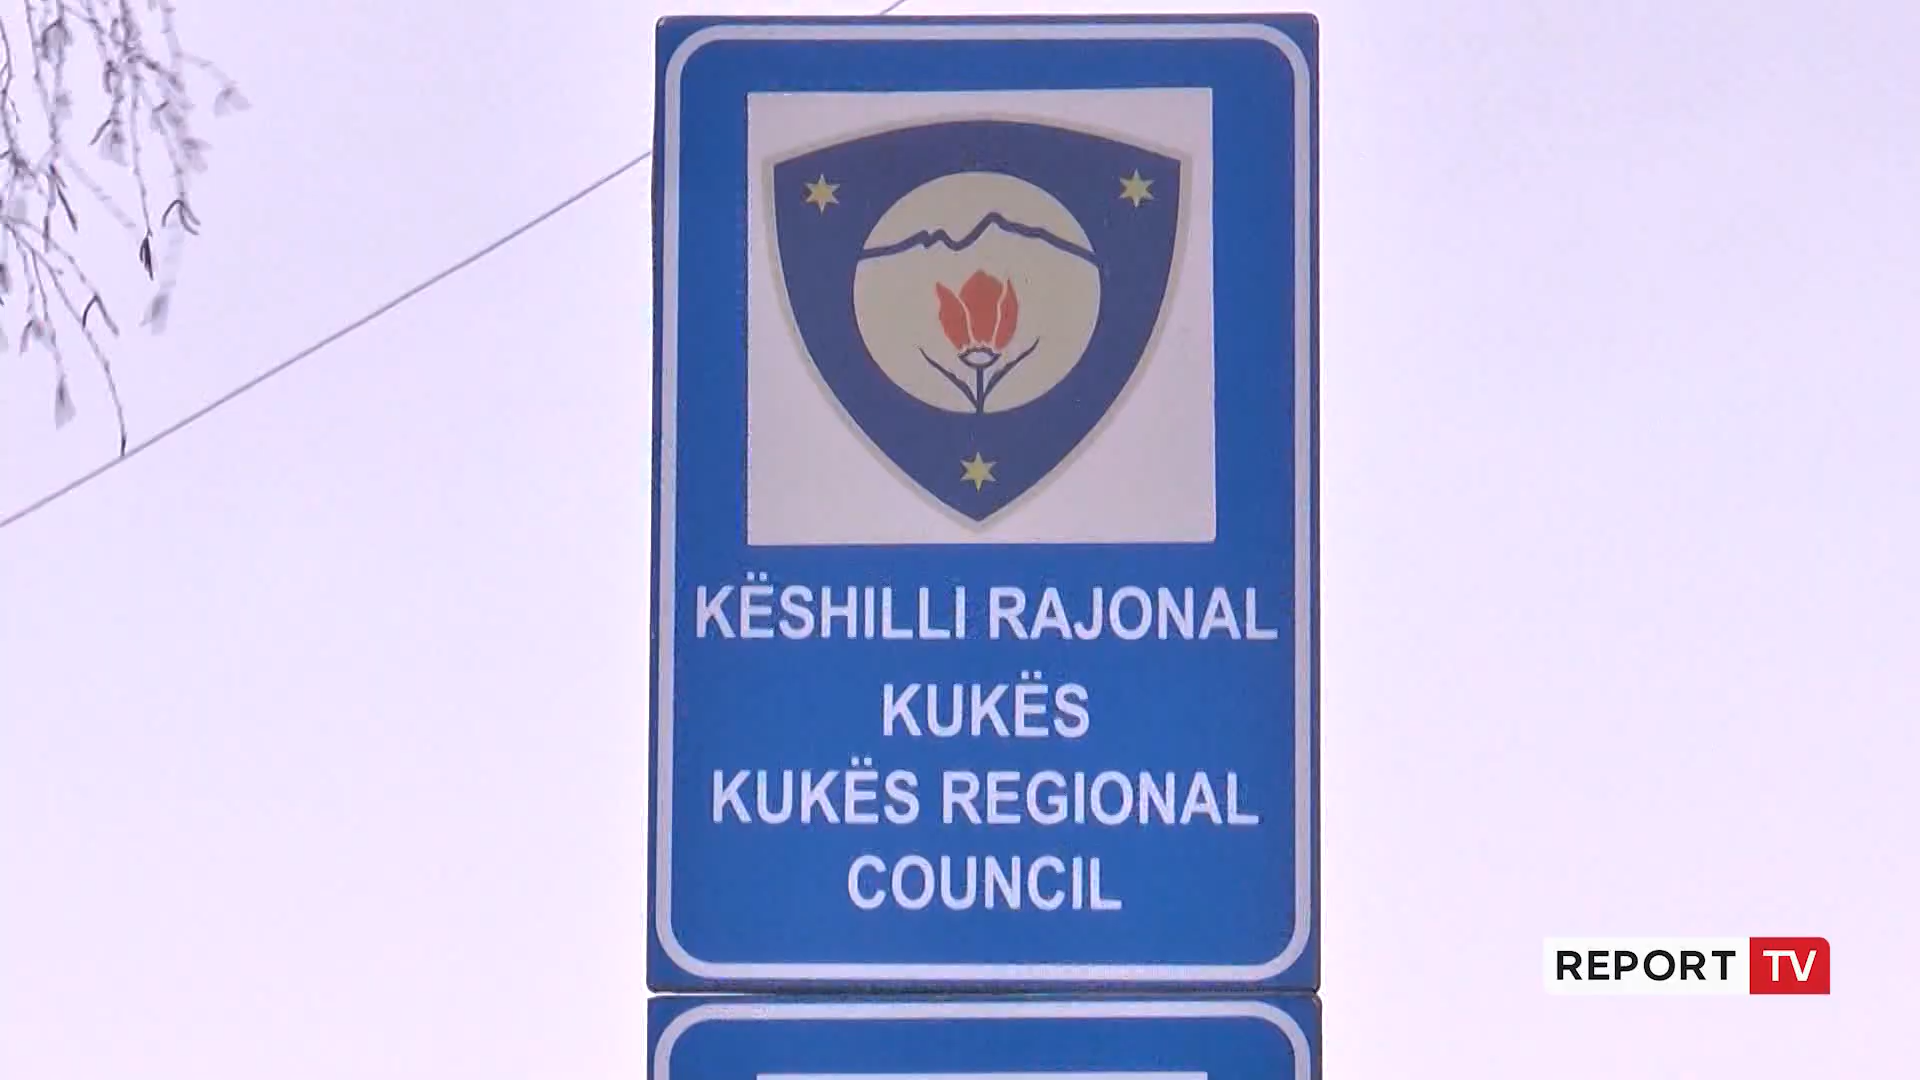 KËSHILLI RAJONAL
KUKËS
KUKËS REGIONAL
COUNCIL
REPORT TV